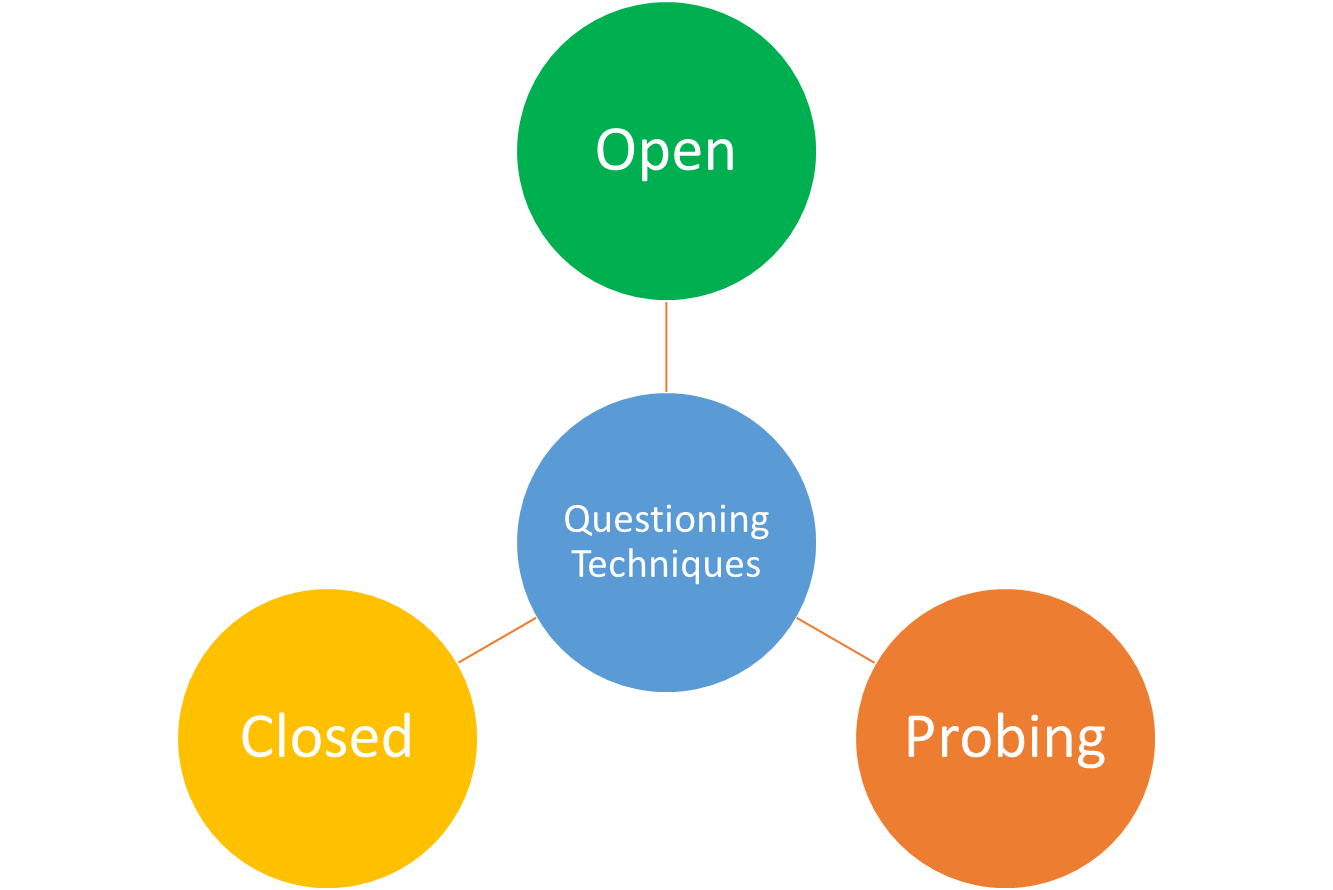 Open
Questioning
Techniques
Closed
Probing